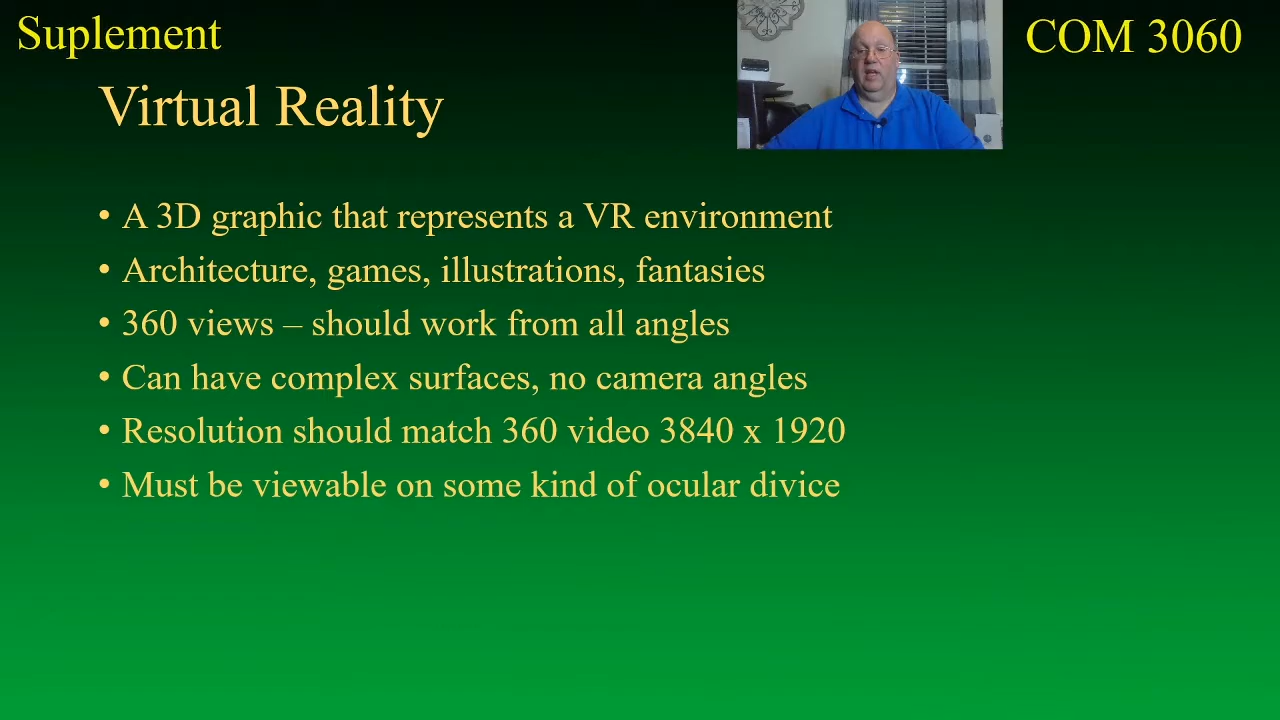 Suplement
COM 3060
Virtual Reality
• A 3D graphic that represents a VR environment
• Architecture, games, illustrations, fantasies
• 360 views – should work from all angles
• Can have complex surfaces, no camera angles
• Resolution should match 360 video 3840 x 1920
• Must be viewable on some kind of ocular divice